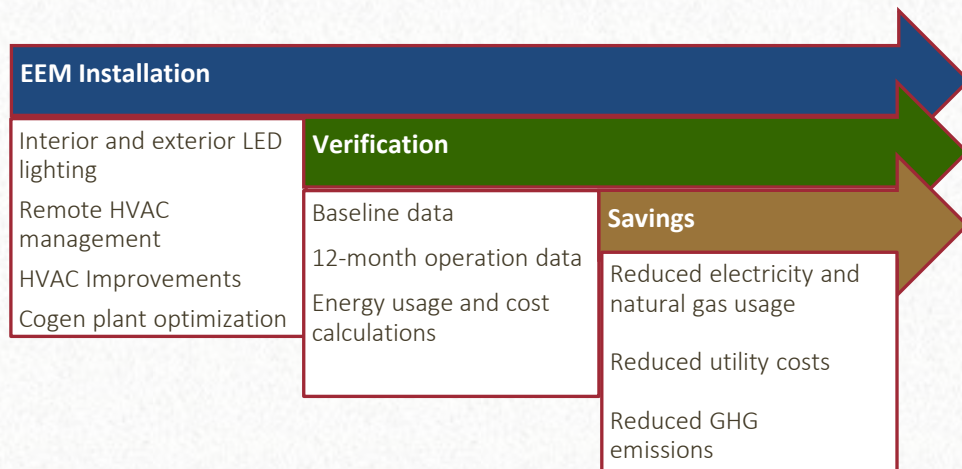 EEM Installation
Interior and exterior LED
lighting
Remote HVAC
management
HVAC Improvements
Cogen plant optimization
Verification
Baseline data
12-month operation data
Energy usage and cost
calculations
Savings
Reduced electricity and
natural gas usage
Reduced utility costs
Reduced GHG
emissions